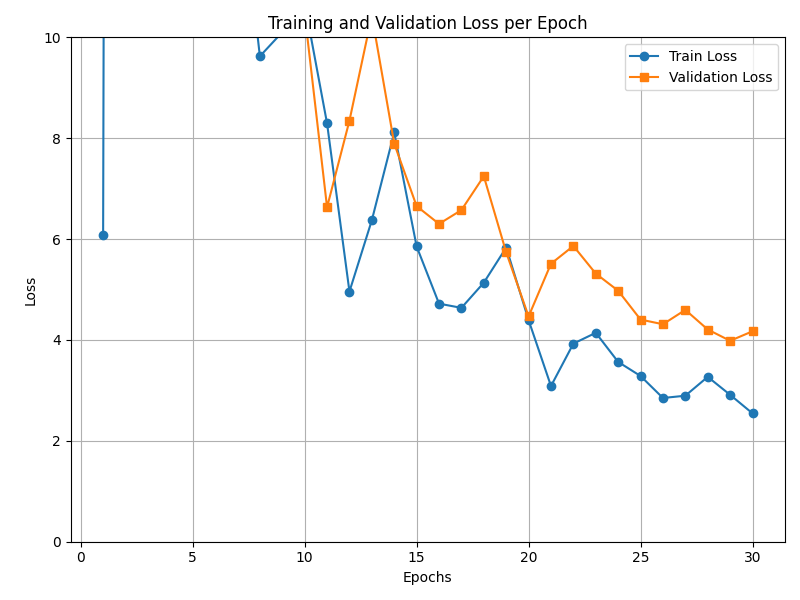 Training and Validation Loss per Epoch
Train Loss
Validation Loss
Loss
10
8
6
4
2
0
0 5 10 15 20 25 30
Epochs